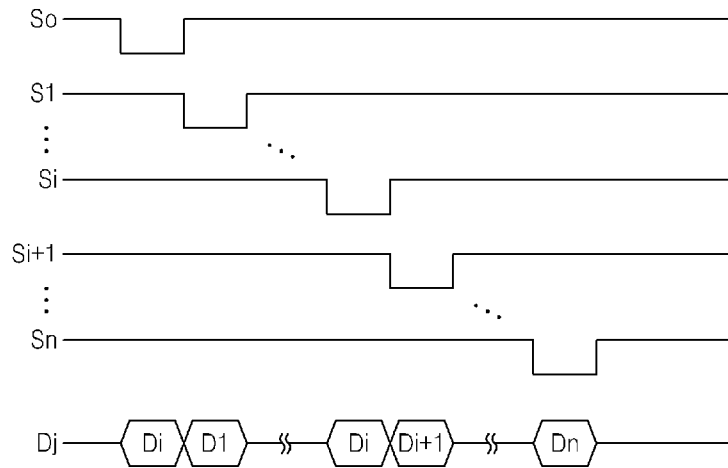 So
S1
Si
Si+1
Sn
Dj Di D1 Di Di+1 Dn